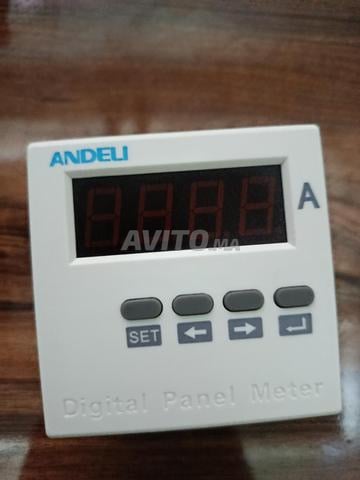 ANDELI
A
AVITO.MA
SET
Digital Panel Meter